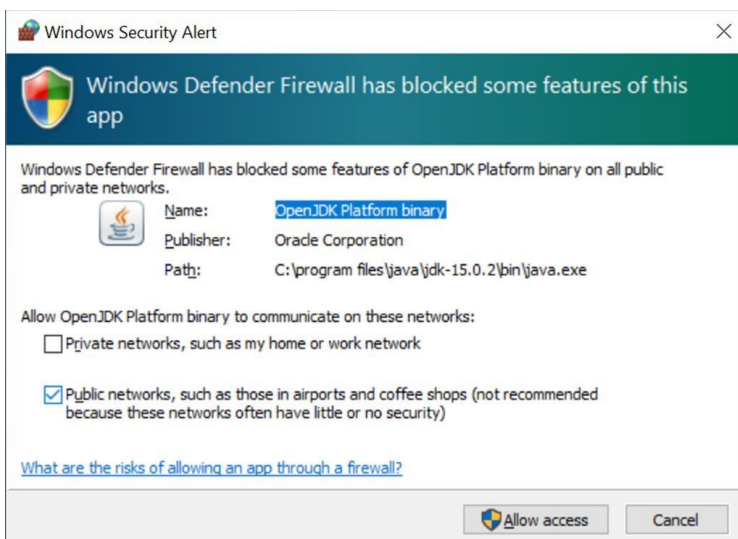 Windows Security Alert
Windows Defender Firewall has blocked some features of this
app
Windows Defender Firewall has blocked some features of OpenJDK Platform binary on all public
and private networks.
Name: OpenJDK Platform binary
Publisher: Oracle Corporation
Path: C:\program files\java\jdk-15.0.2\bin\java.exe
Allow OpenJDK Platform binary to communicate on these networks:
Private networks, such as my home or work network
Public networks, such as those in airports and coffee shops (not recommended
because these networks often have little or no security)
What are the risks of allowing an app through a firewall?
Allow access Cancel